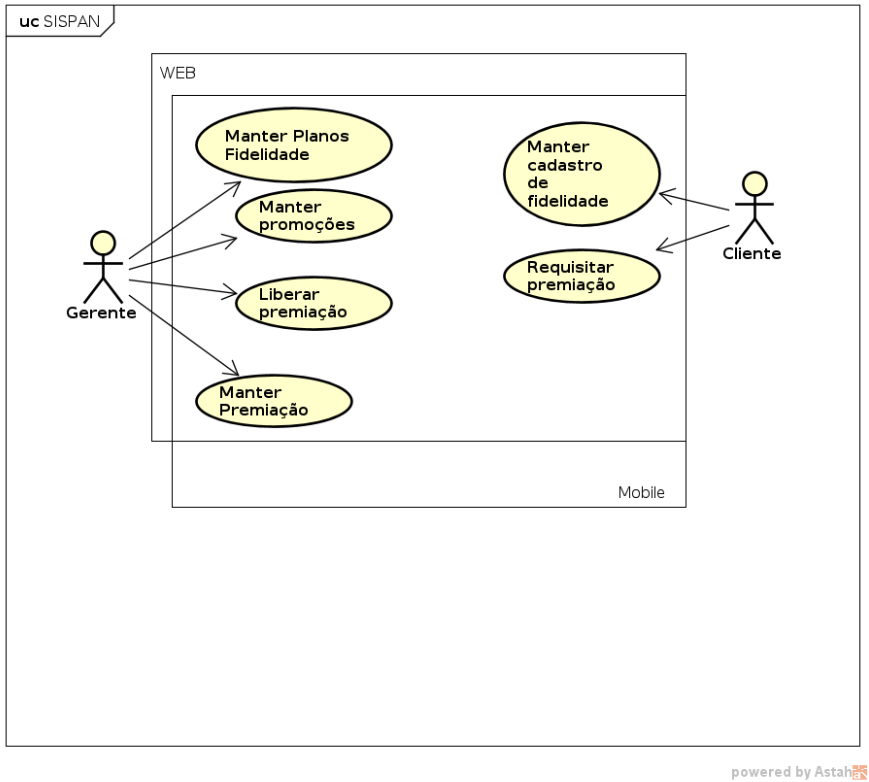 uc SISPAN
WEB
Manter Planos
Fidelidade
Manter
promoções
Liberar
premiação
Manter
Premiação
Manter
cadastro
de
fidelidade
Requisitar
premiação
Gerente
Cliente
Mobile
powered by Astah